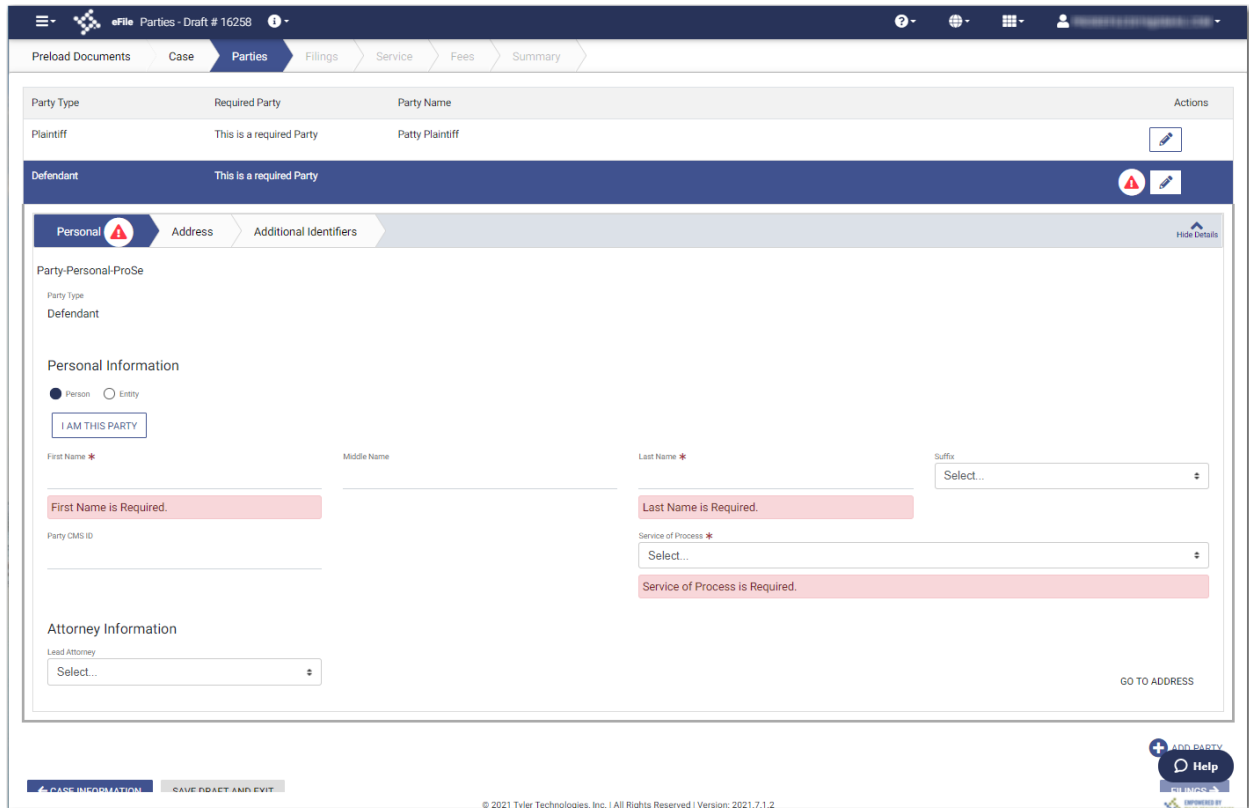 eFile Parties - Draft # 16258
Preload Documents Case Parties Filings Service Fees Summary
Party Type Required Party Party Name Actions
Plaintiff This is a required Party Patty Plaintiff
Defendant This is a required Party
Personal Address Additional Identifiers
Hide Details
Party-Personal-ProSe
Party Type
Defendant
Personal Information
Person Entity
I AM THIS PARTY
First Name * Middle Name Last Name * Suffix
Select...
First Name is Required. Last Name is Required.
Party CMS ID Service of Process *
Select...
Service of Process is Required.
Attorney Information
Lead Attorney
Select...
GO TO ADDRESS
ADD PARTY
Help
CASE INFORMATION SAVE DRAFT AND EXIT FILINGS
© 2021 Tyler Technologies, Inc. | All Rights Reserved | Version: 2021.7.1.2
EMPOWERED BY